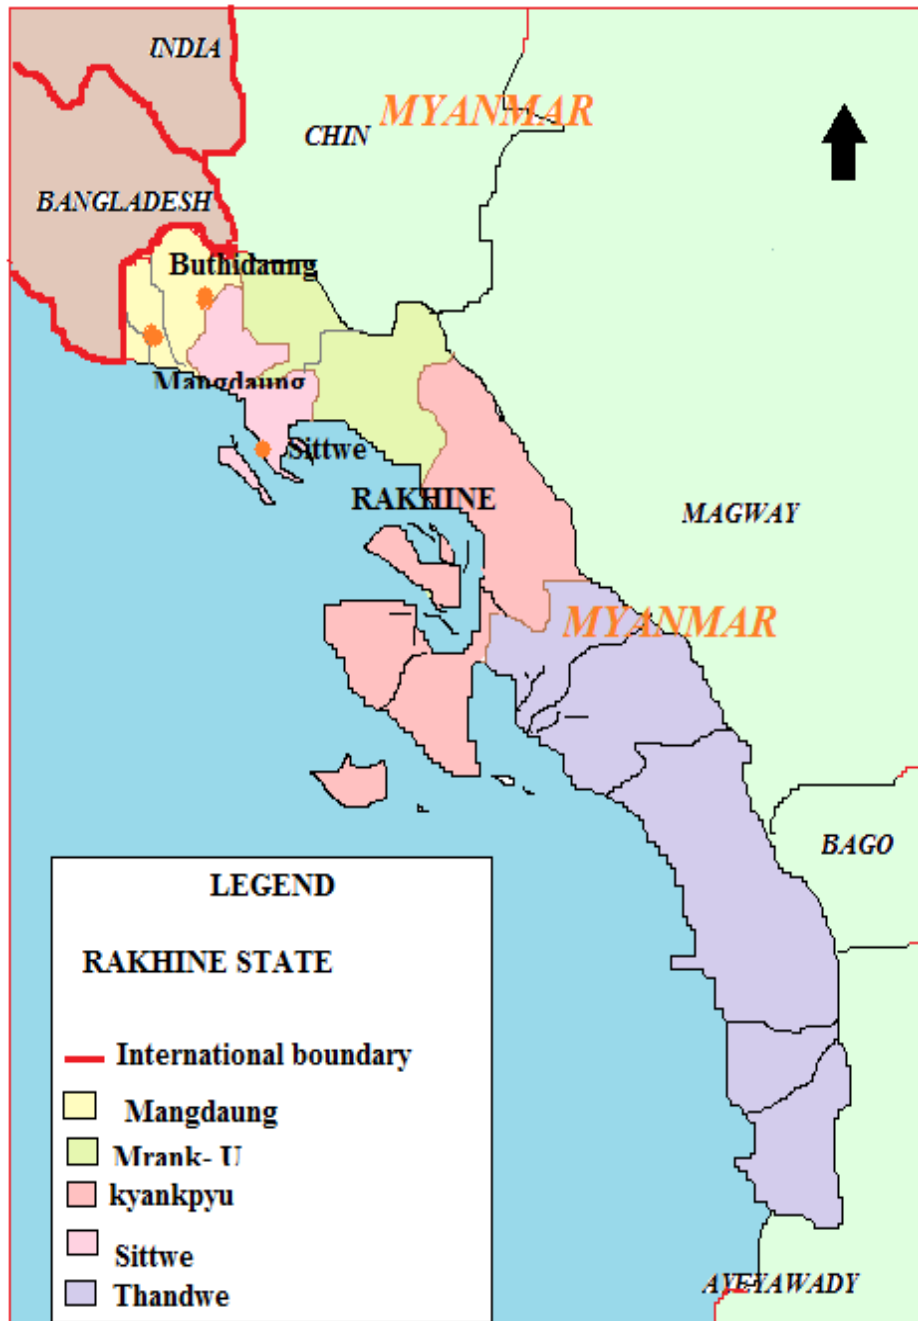 INDIA
MYANMAR
CHIN
BANGLADESH
Buthidaung
Mangdaung
Sittwe
RAKHINE
MAGWAY
MYANMAR
BAGO
LEGEND
RAKHINE STATE
International boundary
Mangdaung
Mrank- U
kyankpyu
Sittwe
Thandwe
AYEYAWADY